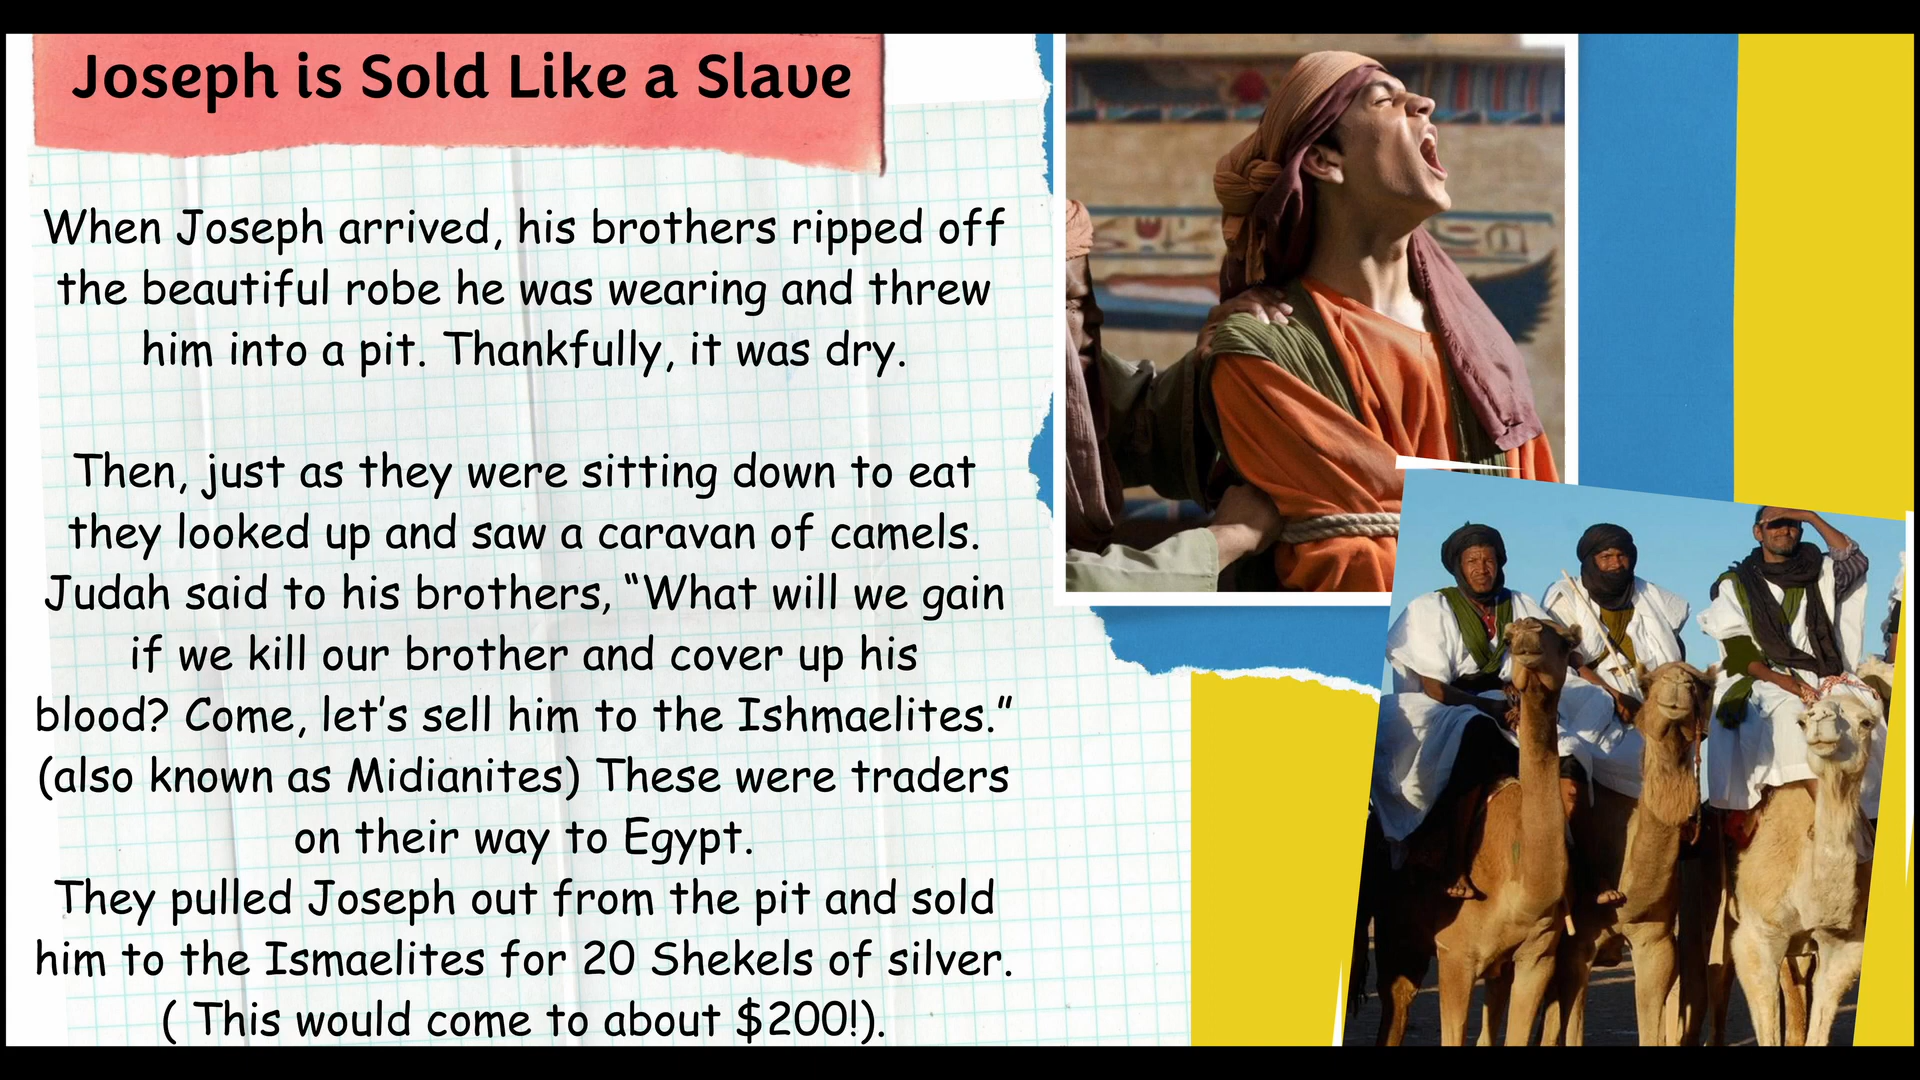 Joseph is Sold Like a Slave
When Joseph arrived, his brothers ripped off
the beautiful robe he was wearing and threw
him into a pit. Thankfully, it was dry.
Then, just as they were sitting down to eat
they looked up and saw a caravan of camels.
Judah said to his brothers, “What will we gain
if we kill our brother and cover up his
blood? Come, let’s sell him to the Ishmaelites.”
(also known as Midianites) These were traders
on their way to Egypt.
They pulled Joseph out from the pit and sold
him to the Ismaelites for 20 Shekels of silver.
( This would come to about $200!).